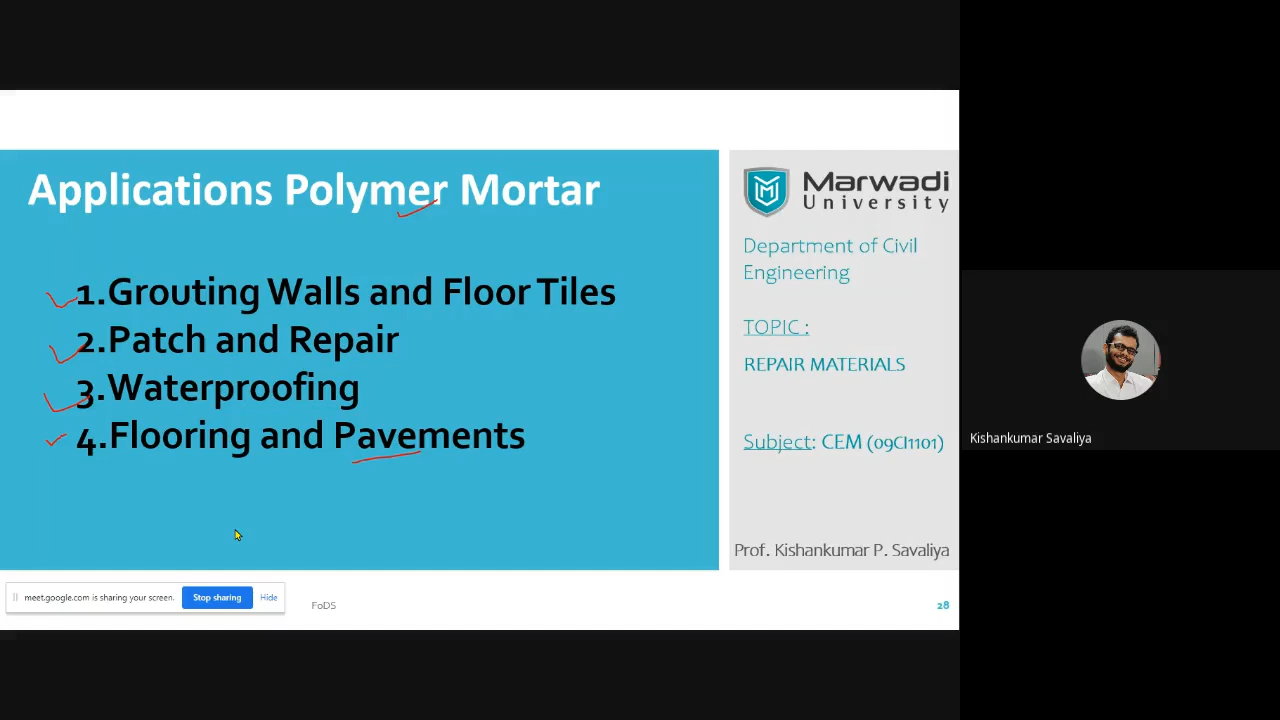 Applications Polymer Mortar
1.Grouting Walls and Floor Tiles
2.Patch and Repair
3.Waterproofing
4.Flooring and Pavements
Marwadi
University
Department of Civil
Engineering
TOPIC :
REPAIR MATERIALS
Subject: CEM (09CI1101)
Prof. Kishankumar P. Savaliya
Kishankumar Savaliya
meet.google.com is sharing your screen. Stop sharing Hide
FoDS
28